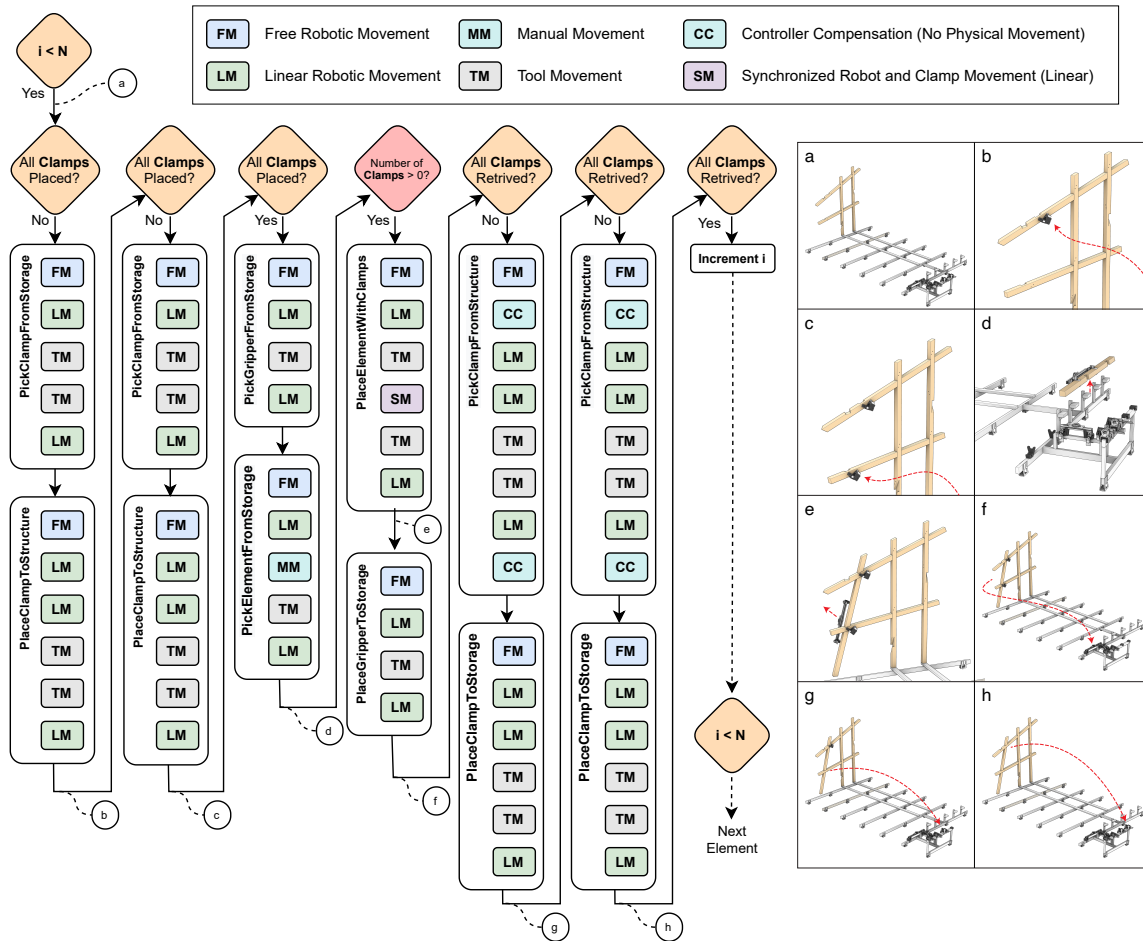 FM Free Robotic Movement
MM Manual Movement
CC Controller Compensation (No Physical Movement)
LM Linear Robotic Movement
TM Tool Movement
SM Synchronized Robot and Clamp Movement (Linear)
i < N
Yes
a
All Clamps
Placed?
No
PickClampFromStorage
FM
LM
TM
TM
LM
PlaceClampToStructure
FM
LM
LM
TM
TM
LM
b
All Clamps
Placed?
No
PickClampFromStorage
FM
LM
TM
TM
LM
PlaceClampToStructure
FM
LM
LM
TM
TM
LM
c
All Clamps
Placed?
Yes
PickGripperFromStorage
FM
LM
TM
LM
PickElementFromStorage
FM
LM
MM
TM
LM
d
Number of
Clamps > 0?
Yes
PlaceElementWithClamps
FM
LM
TM
SM
TM
LM
e
PlaceGripperToStorage
FM
LM
TM
LM
f
All Clamps
Retrived?
No
PickClampFromStructure
FM
CC
LM
LM
TM
TM
LM
CC
PlaceClampToStorage
FM
LM
LM
TM
TM
LM
g
All Clamps
Retrived?
No
PickClampFromStructure
FM
CC
LM
LM
TM
TM
LM
CC
PlaceClampToStorage
FM
LM
LM
TM
TM
LM
h
All Clamps
Retrived?
Yes
Increment i
i < N
Next
Element
a
b
c
d
e
f
g
h